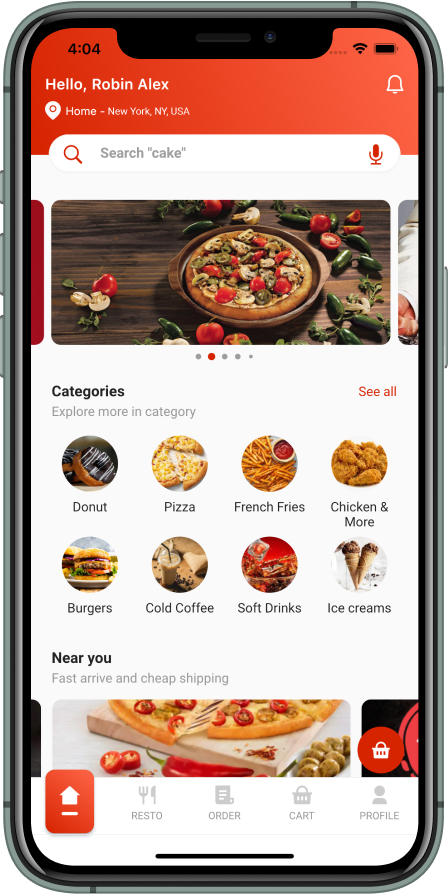 4:04
Hello, Robin Alex
Home - New York, NY, USA
Search "cake"
Categories
See all
Explore more in category
Donut
Pizza
French Fries
Chicken &
More
Burgers
Cold Coffee
Soft Drinks
Ice creams
Near you
Fast arrive and cheap shipping
RESTO
ORDER
CART
PROFILE